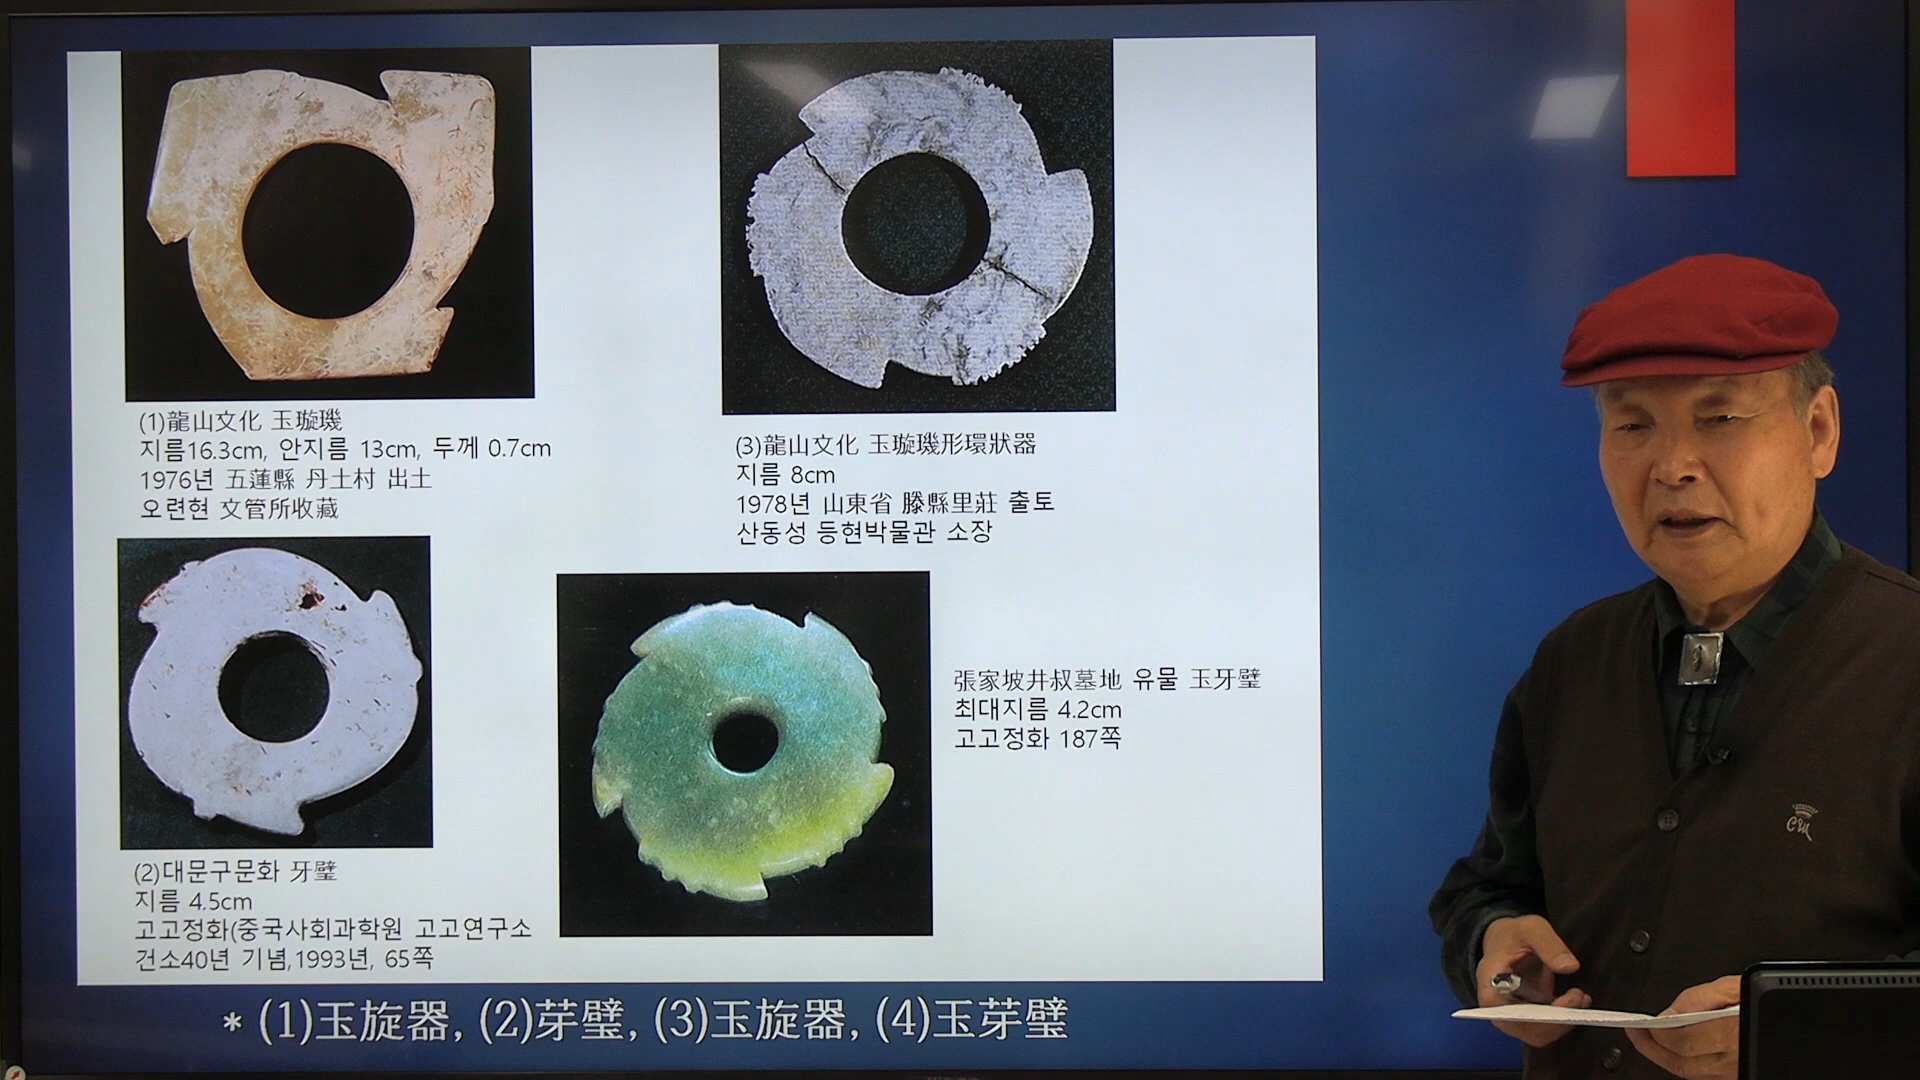 (1)龍山文化 玉璇璣
지름16.3cm, 안지름 13cm, 두께 0.7cm
1976년 五蓮縣 丹土村 出土
오련현 文管所收藏
(3)龍山文化 玉璇璣形環狀器
지름 8cm
1978년 山東省 滕縣里莊 출토
산동성 등현박물관 소장
(2)대문구문화 牙璧
지름 4.5cm
고고정화(중국사회과학원 고고연구소
건소40년 기념,1993년, 65쪽
張家坡井叔墓地 유물 玉牙璧
최대지름 4.2cm
고고정화 187쪽
* (1)玉旋器, (2)芽璧, (3)玉旋器, (4)玉芽璧